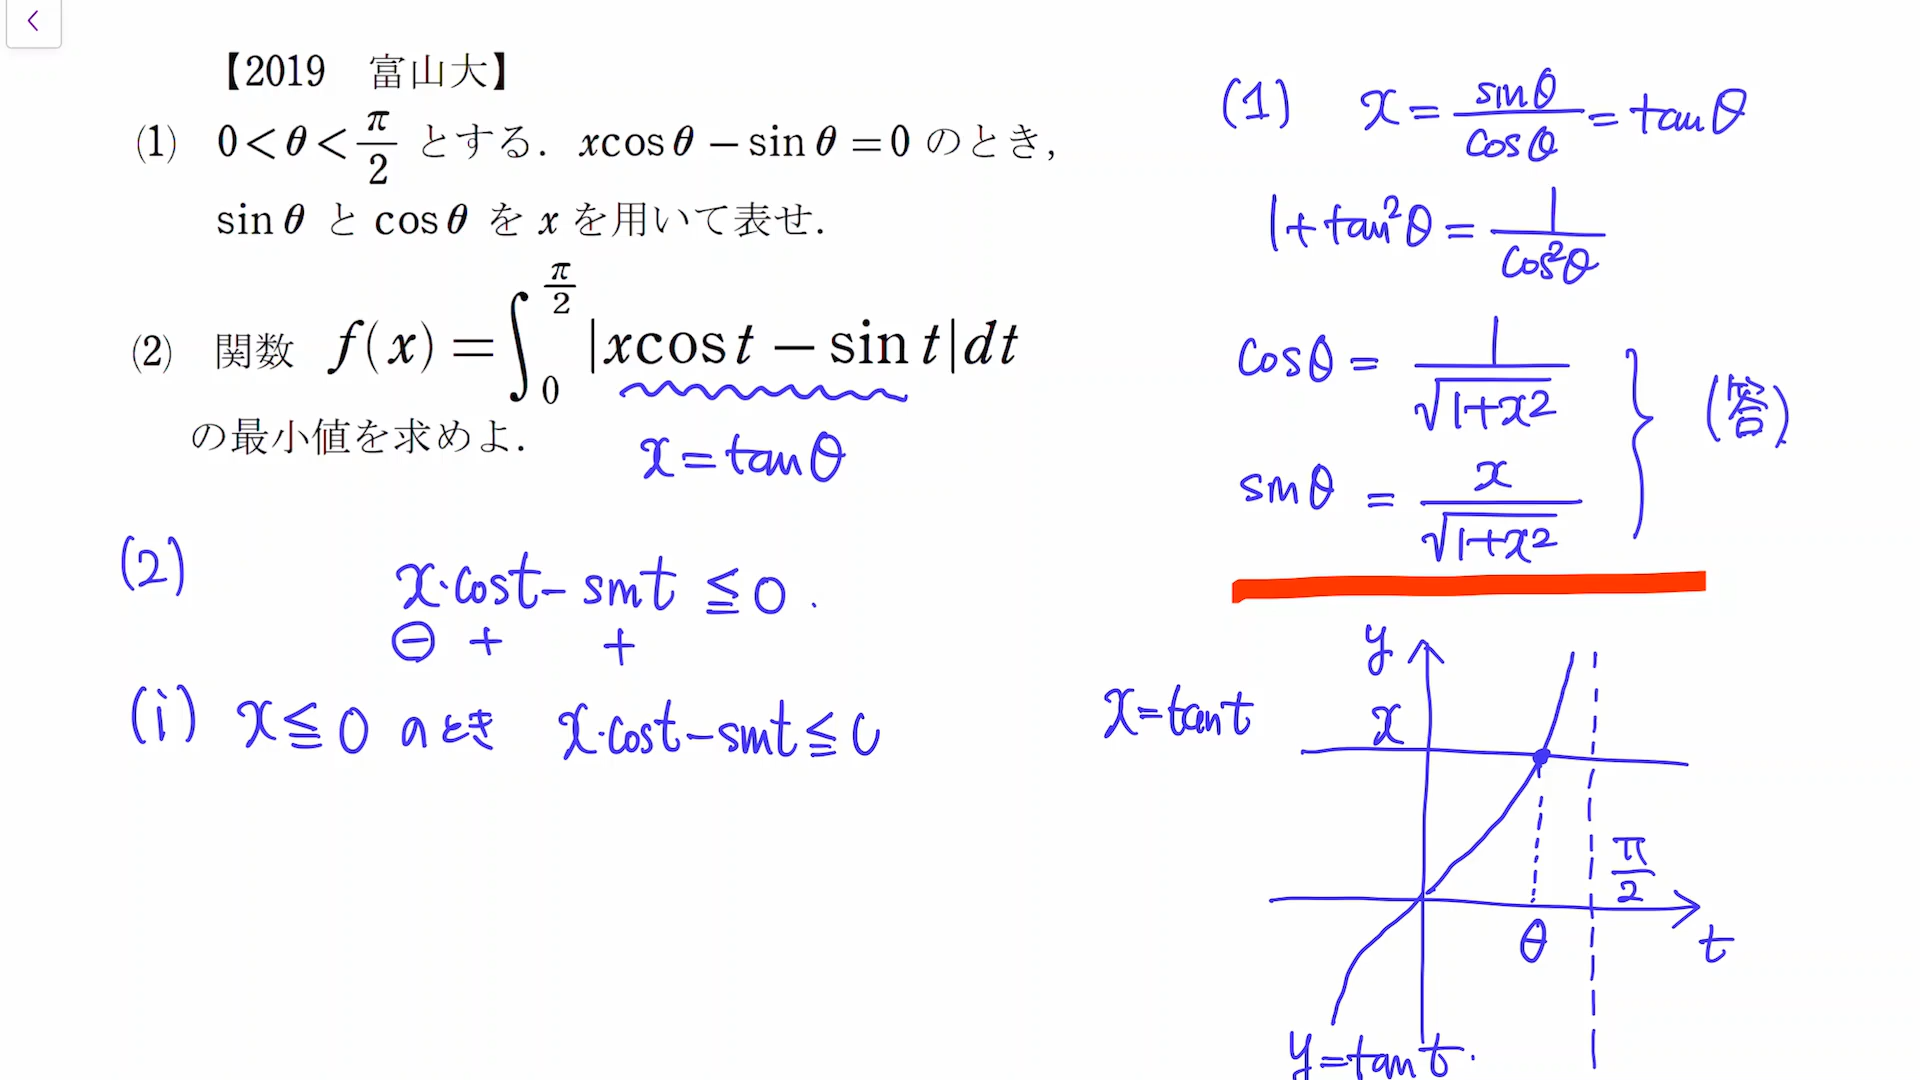 【2019 富山大】
(1) 0<θ<π/2 とする. xcosθ－sinθ=0 のとき,
sinθ と cosθ を x を用いて表せ.
(2) 関数 f(x)=∫_0^{π/2} |xcost－sint|dt
の最小値を求めよ.
x=tanθ
(2) x・cost－sint≦0.
⊖ + +
(i) x≦0 のとき x・cost－sint≦0
(1) x=sinθ/cosθ=tanθ
1+tan²θ=1/cos²θ
cosθ=1/√(1+x²)
(答)
sinθ=x/√(1+x²)
y
x=tant
x
π/2
θ
t
y=tant.